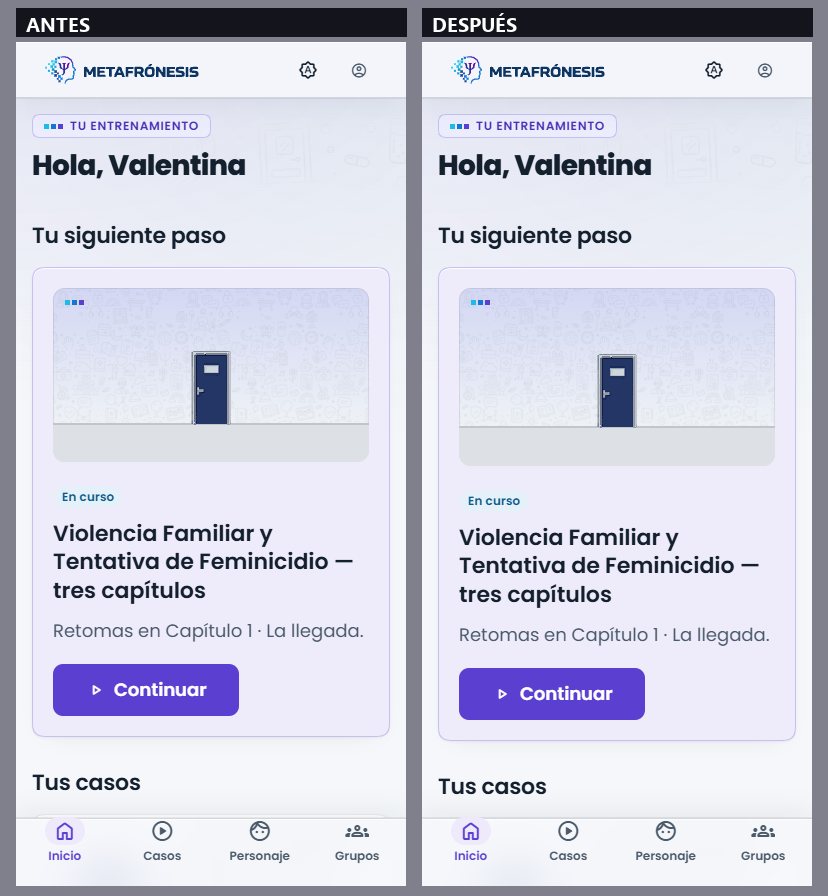 ANTES
METAFRÓNESIS
TU ENTRENAMIENTO
Hola, Valentina
Tu siguiente paso
En curso
Violencia Familiar y
Tentativa de Feminicidio —
tres capítulos
Retomas en Capítulo 1 · La llegada.
Continuar
Tus casos
Inicio
Casos
Personaje
Grupos
DESPUÉS
METAFRÓNESIS
TU ENTRENAMIENTO
Hola, Valentina
Tu siguiente paso
En curso
Violencia Familiar y
Tentativa de Feminicidio —
tres capítulos
Retomas en Capítulo 1 · La llegada.
Continuar
Tus casos
Inicio
Casos
Personaje
Grupos